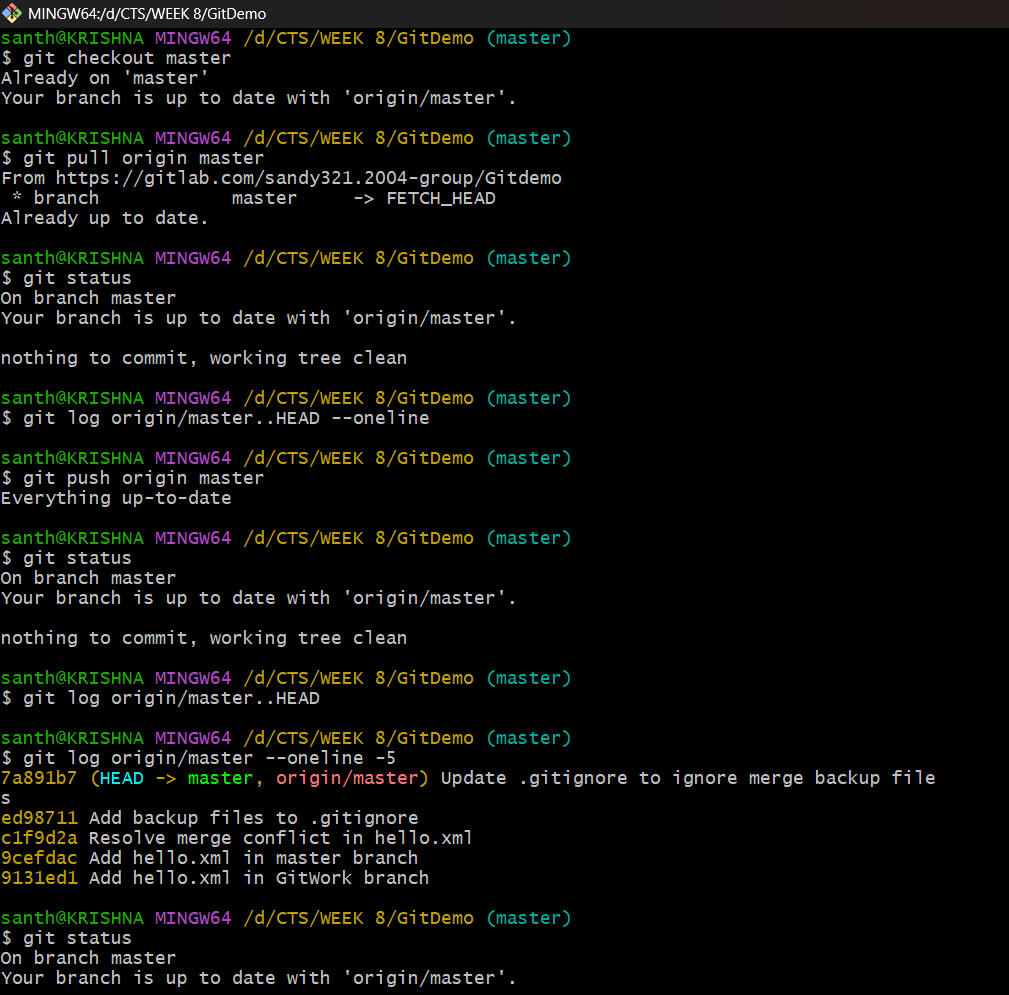 MINGW64:/d/CTS/WEEK 8/GitDemo
santh@KRISHNA MINGW64 /d/CTS/WEEK 8/GitDemo (master)
$ git checkout master
Already on 'master'
Your branch is up to date with 'origin/master'.
santh@KRISHNA MINGW64 /d/CTS/WEEK 8/GitDemo (master)
$ git pull origin master
From https://gitlab.com/sandy321.2004-group/Gitdemo
 * branch            master     -> FETCH_HEAD
Already up to date.
santh@KRISHNA MINGW64 /d/CTS/WEEK 8/GitDemo (master)
$ git status
On branch master
Your branch is up to date with 'origin/master'.
nothing to commit, working tree clean
santh@KRISHNA MINGW64 /d/CTS/WEEK 8/GitDemo (master)
$ git log origin/master..HEAD --oneline
santh@KRISHNA MINGW64 /d/CTS/WEEK 8/GitDemo (master)
$ git push origin master
Everything up-to-date
santh@KRISHNA MINGW64 /d/CTS/WEEK 8/GitDemo (master)
$ git status
On branch master
Your branch is up to date with 'origin/master'.
nothing to commit, working tree clean
santh@KRISHNA MINGW64 /d/CTS/WEEK 8/GitDemo (master)
$ git log origin/master..HEAD
santh@KRISHNA MINGW64 /d/CTS/WEEK 8/GitDemo (master)
$ git log origin/master --oneline -5
7a891b7 (HEAD -> master, origin/master) Update .gitignore to ignore merge backup file
s
ed98711 Add backup files to .gitignore
c1f9d2a Resolve merge conflict in hello.xml
9cefdac Add hello.xml in master branch
9131ed1 Add hello.xml in GitWork branch
santh@KRISHNA MINGW64 /d/CTS/WEEK 8/GitDemo (master)
$ git status
On branch master
Your branch is up to date with 'origin/master'.